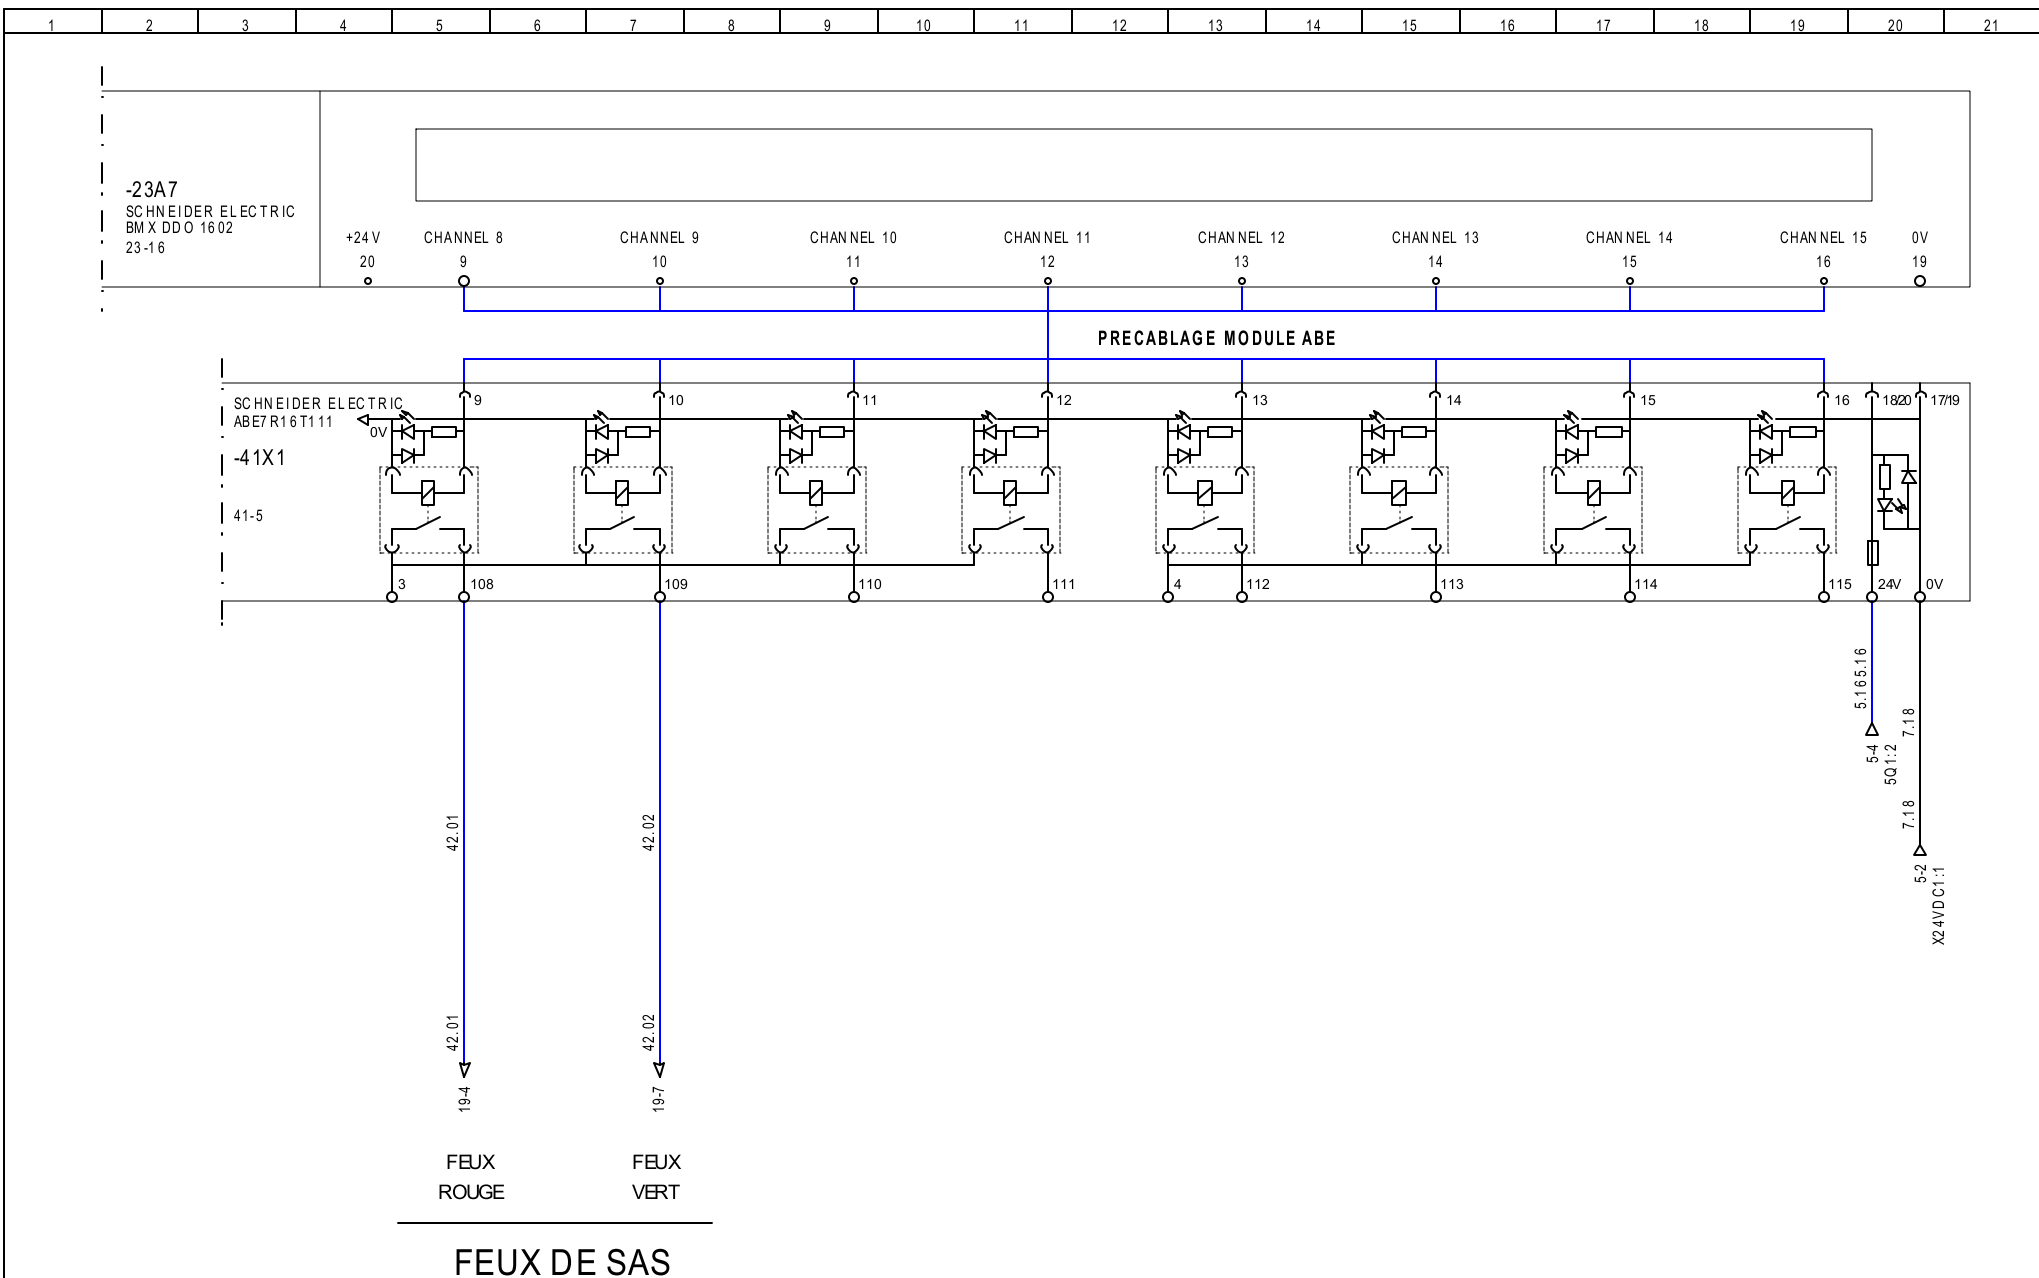 1 2 3 4 5 6 7 8 9 10 11 12 13 14 15 16 17 18 19 20 21
-23A7
SCHNEIDER ELECTRIC
BMX DDO 1602
23-16
+24V CHANNEL 8 CHANNEL 9 CHANNEL 10 CHANNEL 11 CHANNEL 12 CHANNEL 13 CHANNEL 14 CHANNEL 15 0V
20 9 10 11 12 13 14 15 16 19
PRECABLAGE MODULE ABE
SCHNEIDER ELECTRIC 9 10 11 12 13 14 15 16 18/20 17/19
ABE7R16T111
0V
-41X1
41-5
3 108 109 110 111 4 112 113 114 115 24V 0V
5.16 5.16
5-4
5Q1:2
7.18
7.18
5-2
X24VDC1:1
42.01 42.02
42.01 42.02
19-4 19-7
FEUX FEUX
ROUGE VERT
FEUX DE SAS